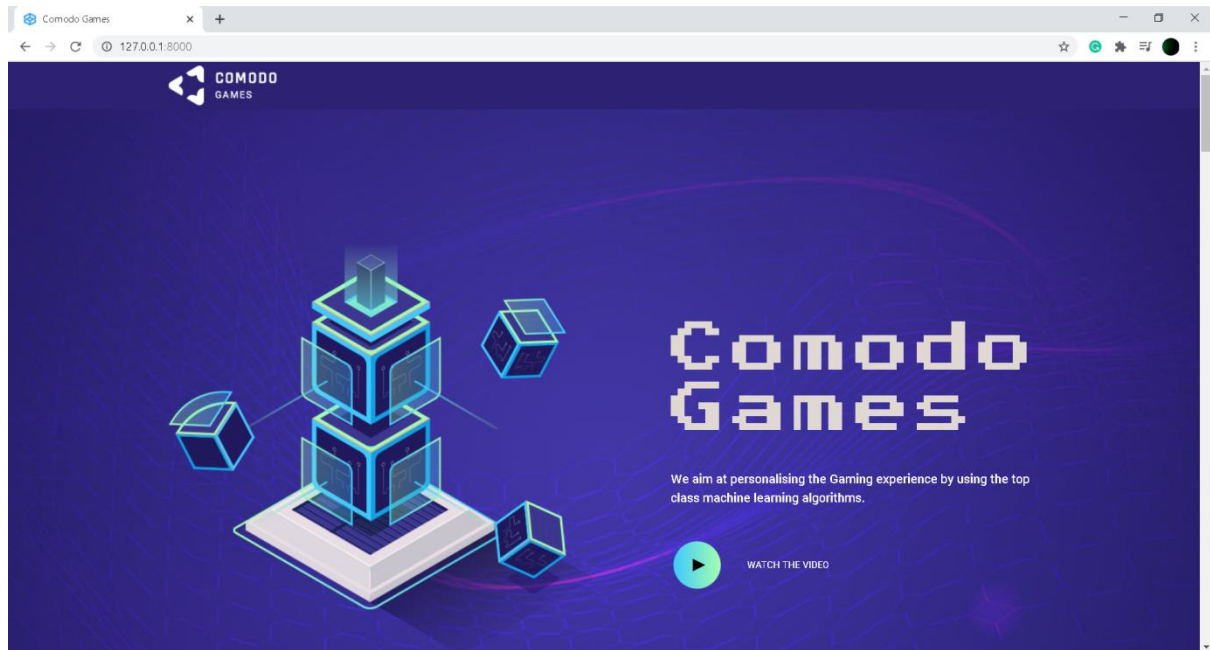 Comodo Games
127.0.0.1:8000
COMODO
GAMES
Comodo
Games
We aim at personalising the Gaming experience by using the top
class machine learning algorithms.
WATCH THE VIDEO